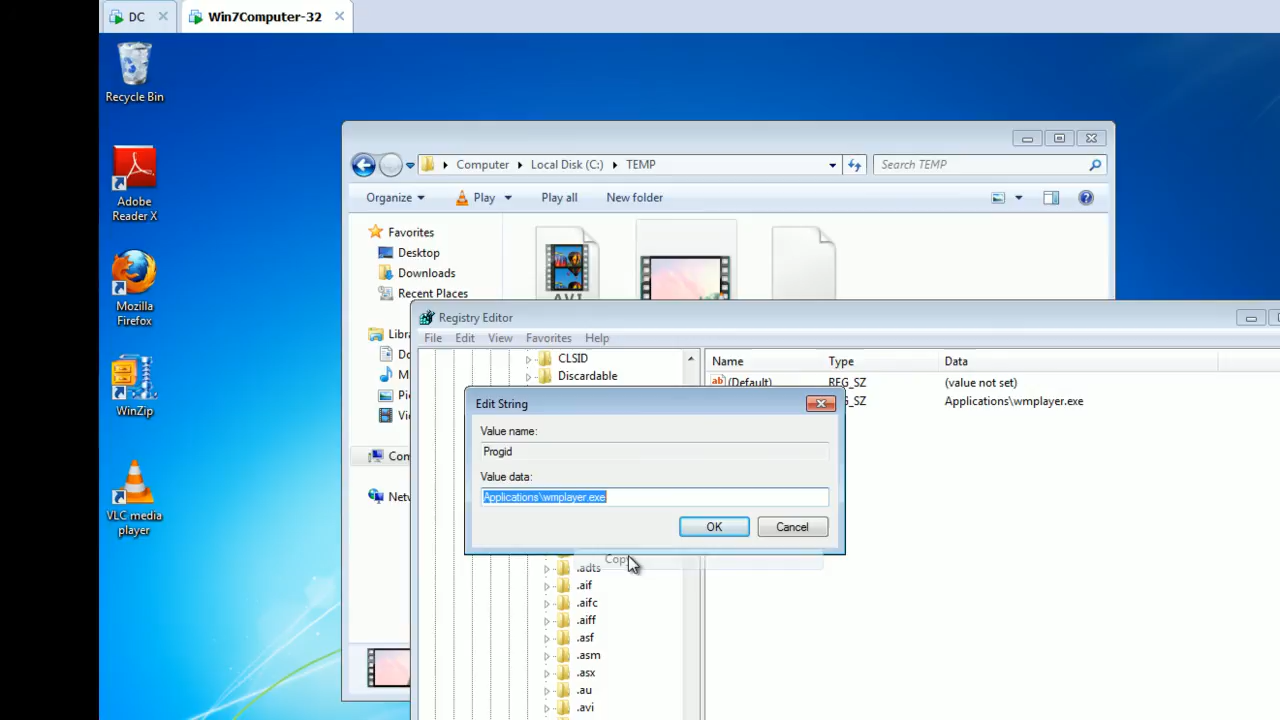 DC
Win7Computer-32
Recycle Bin
Adobe
Reader X
Mozilla
Firefox
WinZip
VLC media
player
Computer
Local Disk (C:)
TEMP
Search TEMP
Organize
Play
Play all
New folder
Favorites
Desktop
Downloads
Recent Places
AVI
Registry Editor
File
Edit
View
Favorites
Help
CLSID
Discardable
Name
Type
Data
(Default)
REG_SZ
(value not set)
Applications\wmplayer.exe
Edit String
Value name:
Progid
Value data:
Applications\wmplayer.exe
OK
Cancel
.adts
.aif
.aifc
.aiff
.asf
.asm
.asx
.au
.avi